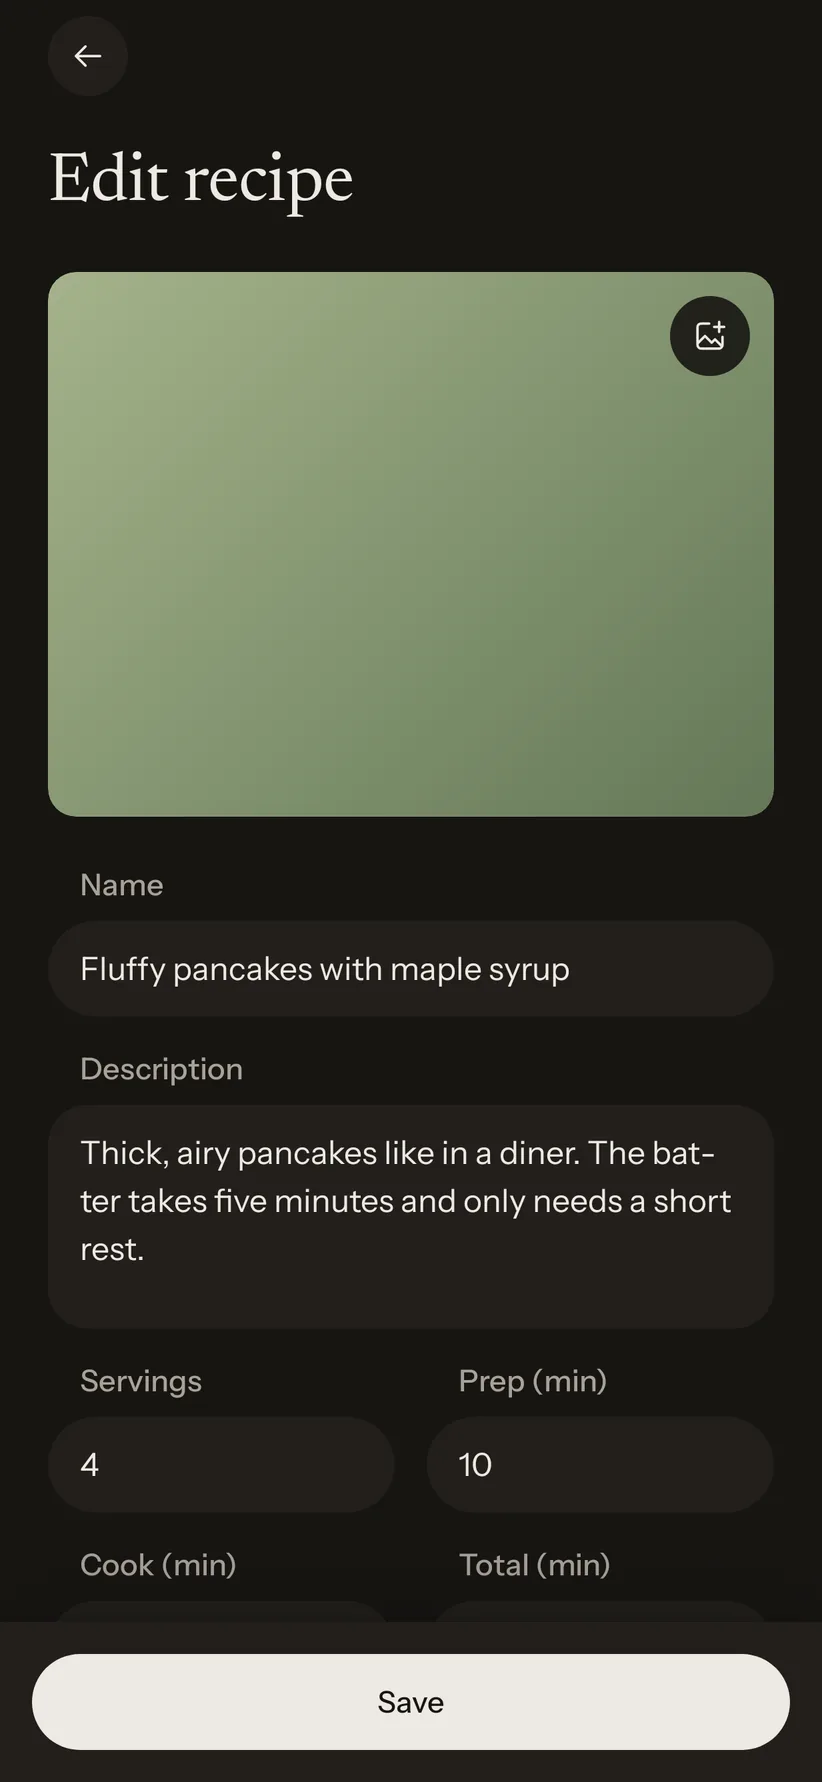 Edit recipe
Name
Fluffy pancakes with maple syrup
Description
Thick, airy pancakes like in a diner. The bat-
ter takes five minutes and only needs a short
rest.
Servings
Prep (min)
4
10
Cook (min)
Total (min)
Save